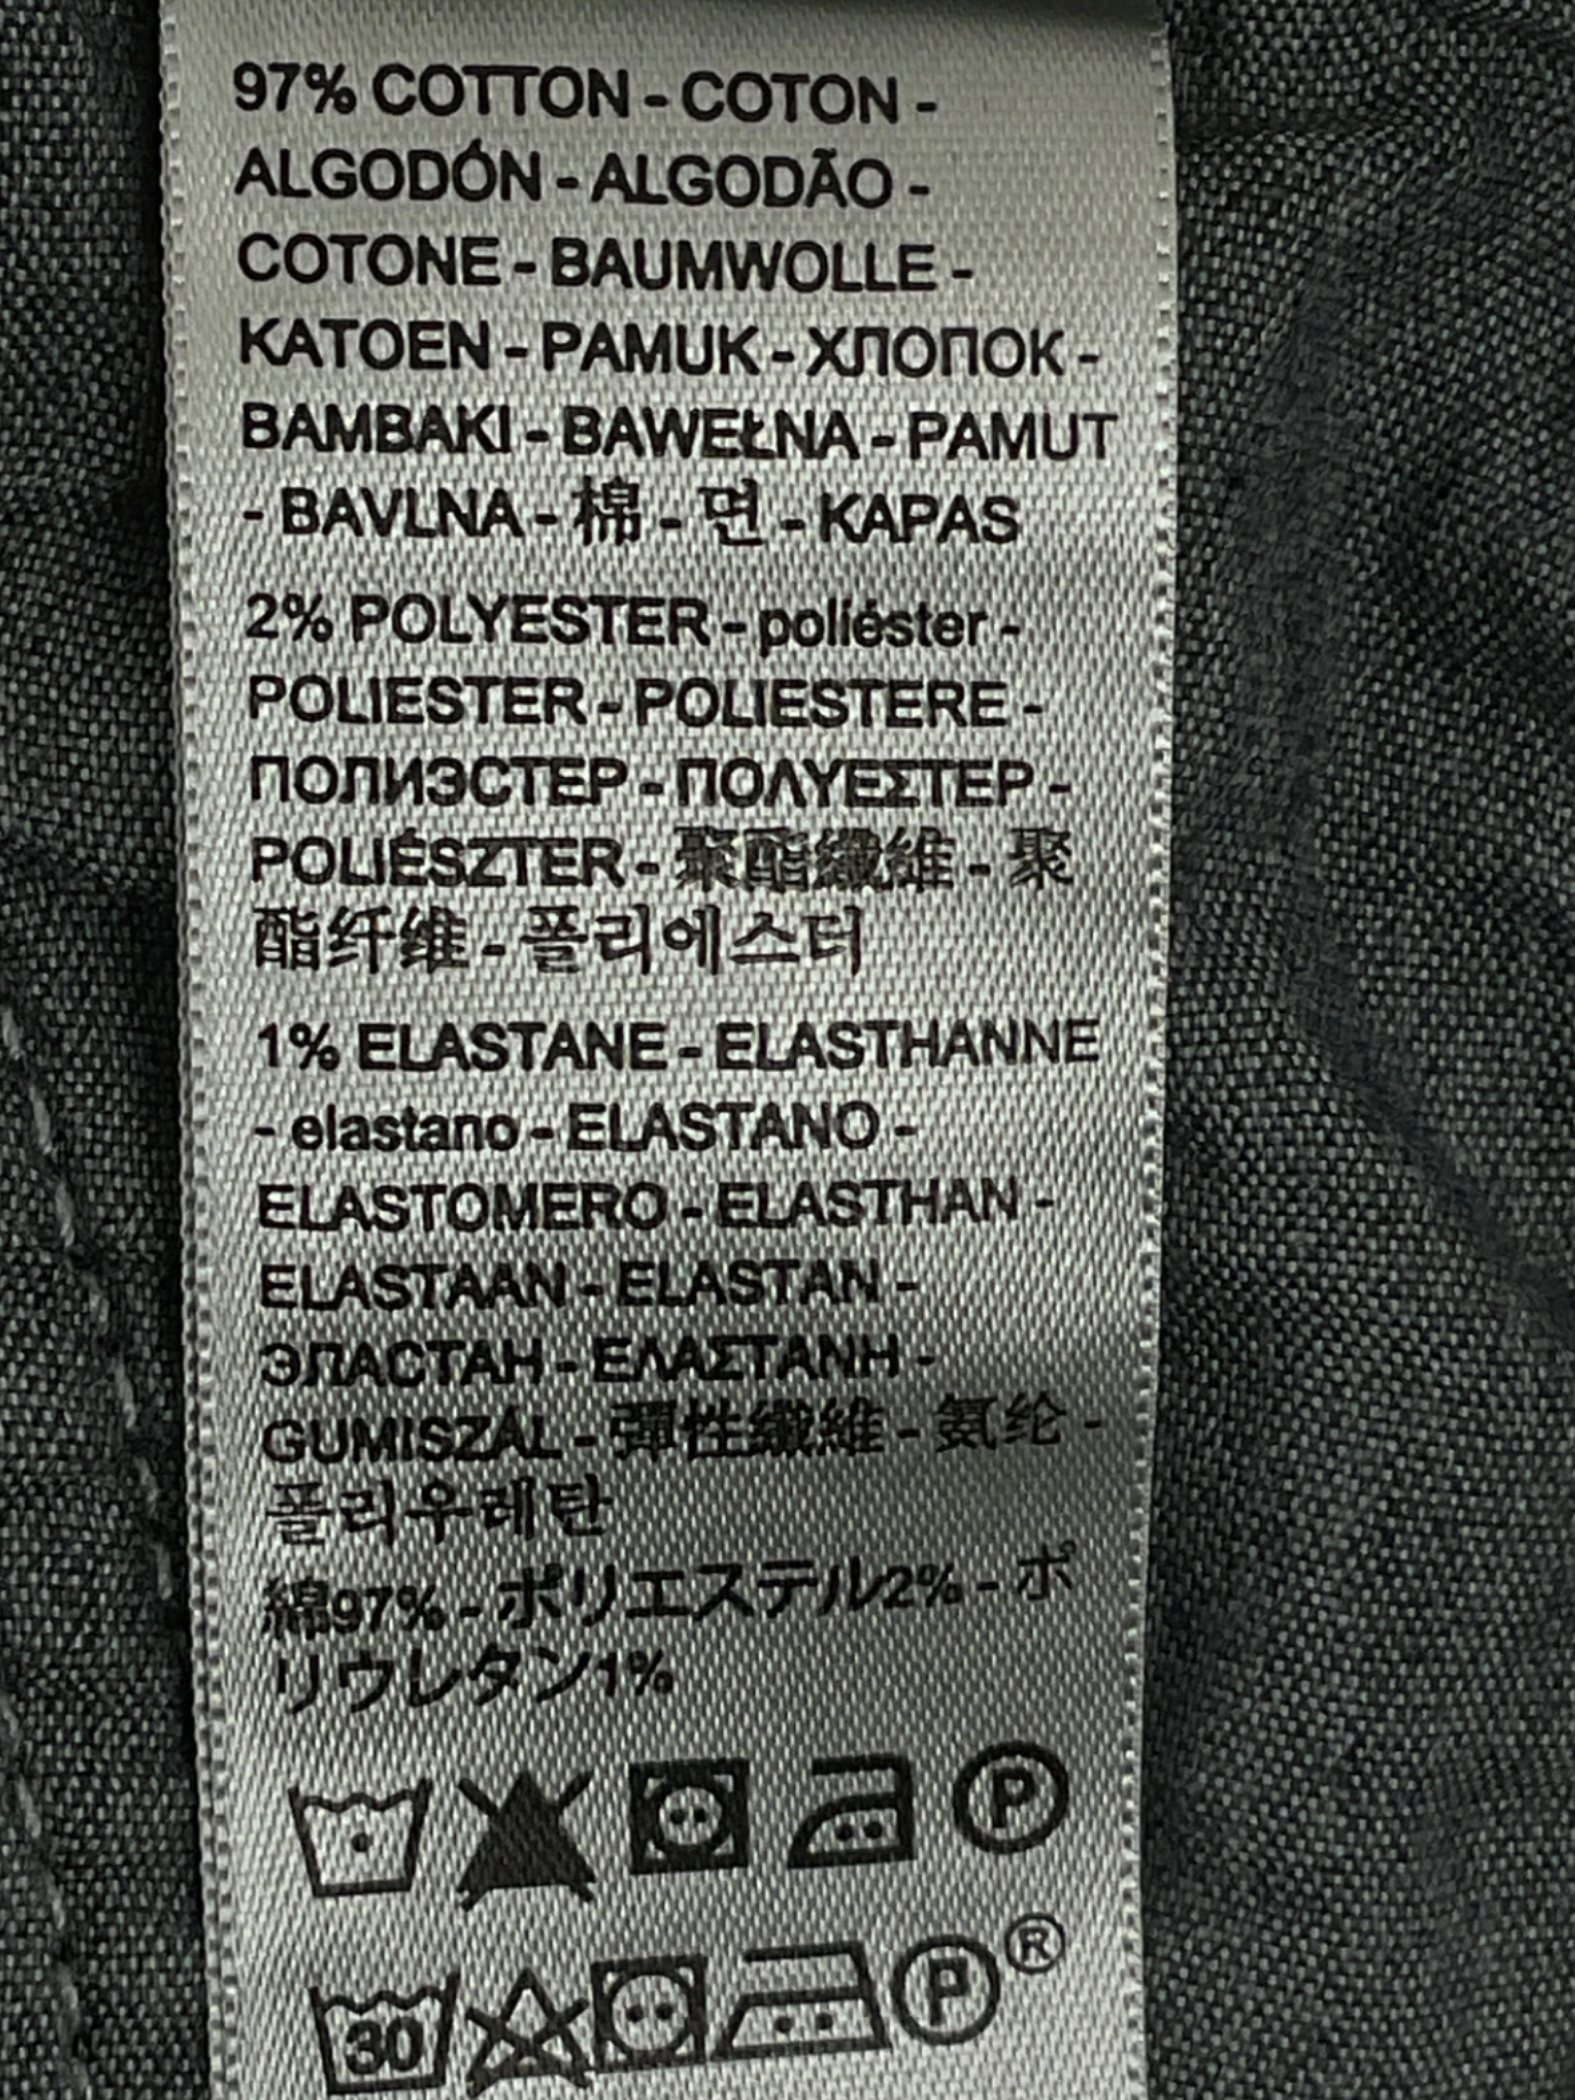 97% COTTON - COTON -
ALGODÓN - ALGODÃO -
COTONE - BAUMWOLLE -
KATOEN - PAMUK - ХЛОПОК -
BAMBAKI - BAWEŁNA - PAMUT
- BAVLNA - 棉 - 면 - KAPAS
2% POLYESTER - poliéster -
POLIESTER - POLIESTERE -
ПОЛИЭСТЕР - ΠΟΛΥΕΣΤΕΡ -
POLIÉSZTER - 聚酯纖維 - 聚
酯纤维 - 폴리에스터
1% ELASTANE - ELASTHANNE
- elastano - ELASTANO -
ELASTOMERO - ELASTHAN -
ELASTAAN - ELASTAN -
ЭЛАСТАН - ΕΛΑΣΤΑΝΗ -
GUMISZÁL - 彈性纖維 - 氨纶 -
폴리우레탄
綿97% - ポリエステル2% - ポ
リウレタン1%
P
30 P ®